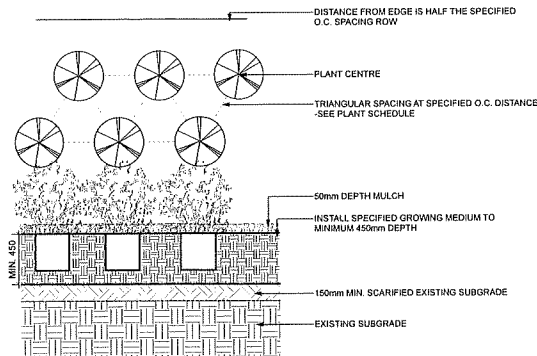 DISTANCE FROM EDGE IS HALF THE SPECIFIED
O.C. SPACING ROW
PLANT CENTRE
TRIANGULAR SPACING AT SPECIFIED O.C. DISTANCE
-SEE PLANT SCHEDULE
50mm DEPTH MULCH
INSTALL SPECIFIED GROWING MEDIUM TO
MINIMUM 450mm DEPTH
MIN. 450
150mm MIN. SCARIFIED EXISTING SUBGRADE
EXISTING SUBGRADE